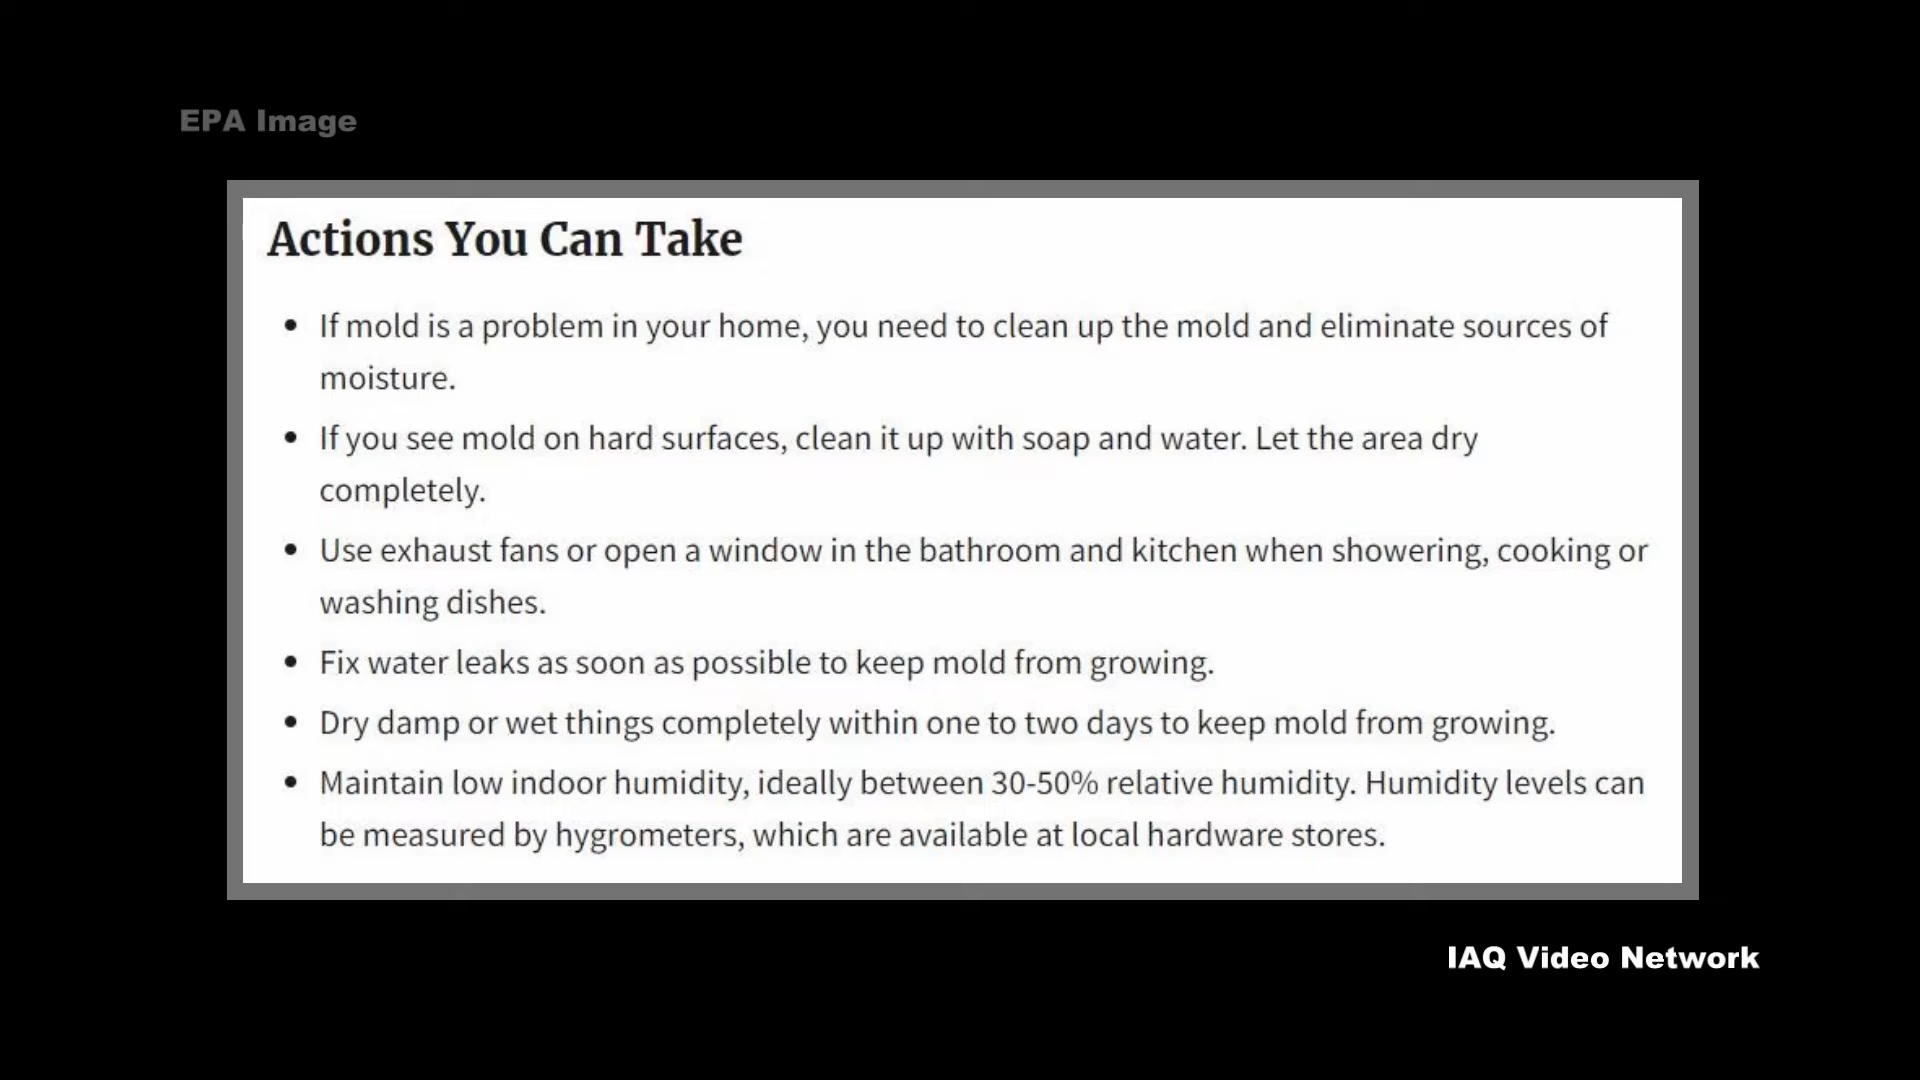 EPA Image
Actions You Can Take
• If mold is a problem in your home, you need to clean up the mold and eliminate sources of
moisture.
• If you see mold on hard surfaces, clean it up with soap and water. Let the area dry
completely.
• Use exhaust fans or open a window in the bathroom and kitchen when showering, cooking or
washing dishes.
• Fix water leaks as soon as possible to keep mold from growing.
• Dry damp or wet things completely within one to two days to keep mold from growing.
• Maintain low indoor humidity, ideally between 30-50% relative humidity. Humidity levels can
be measured by hygrometers, which are available at local hardware stores.
IAQ Video Network